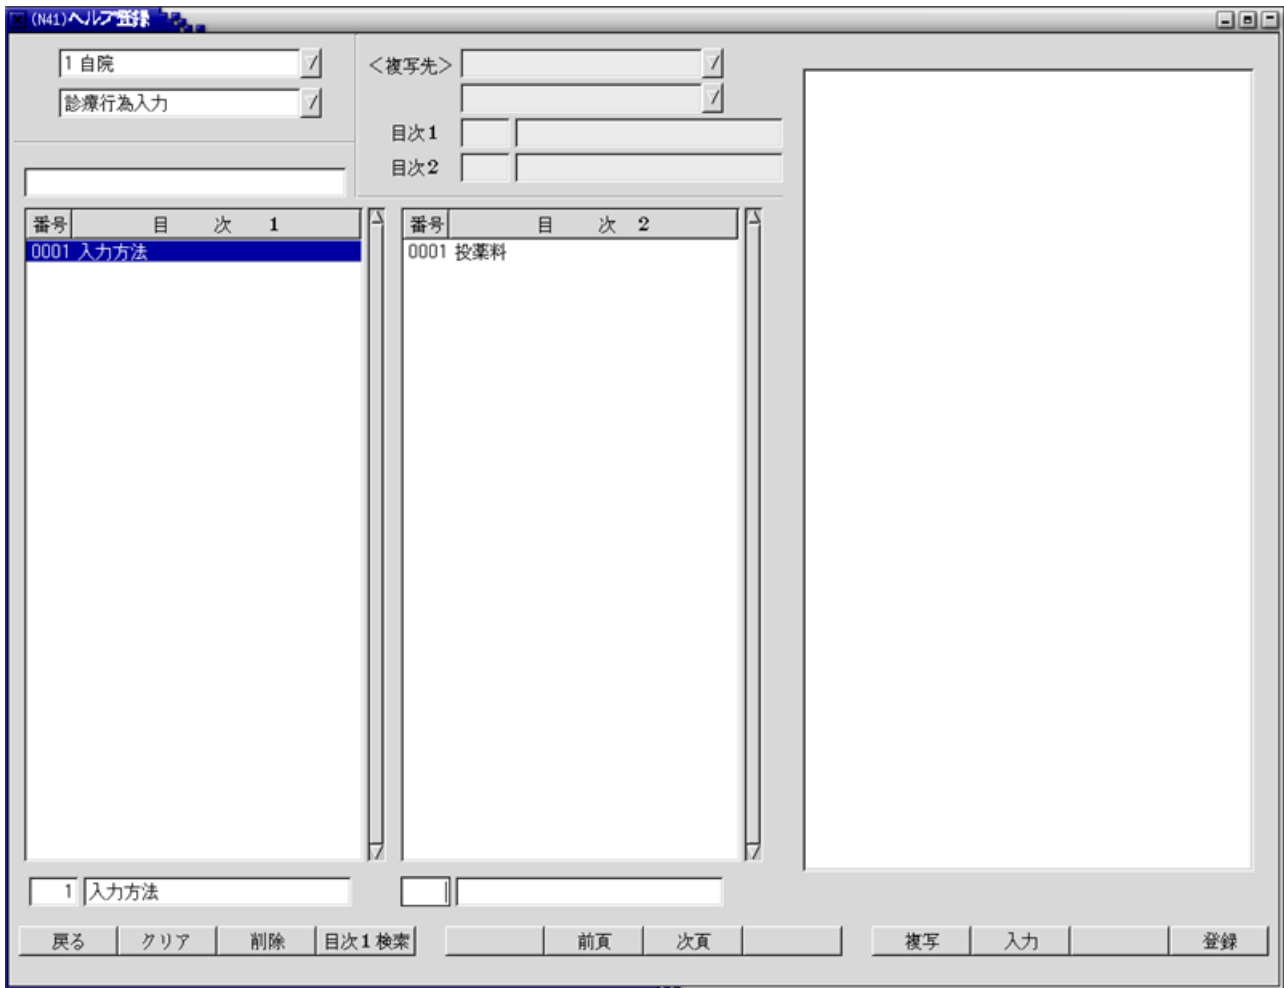 (N41)ヘルプ登録
1 自院
診療行為入力
＜複写先＞
目次1
目次2
番号 目 次 1
0001 入力方法
番号 目 次 2
0001 投薬料
1 入力方法
戻る クリア 削除 目次1検索 前頁 次頁 複写 入力 登録